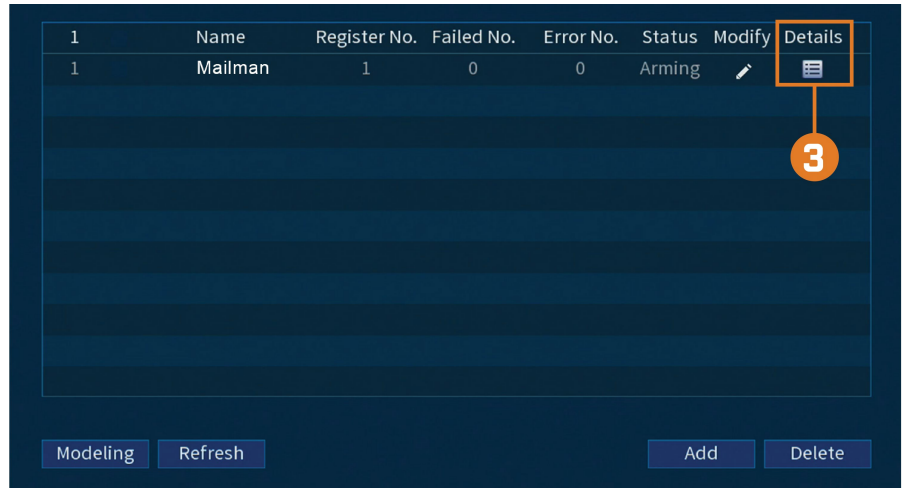 1 Name Register No. Failed No. Error No. Status Modify Details
1 Mailman 1 0 0 Arming
3
Modeling Refresh Add Delete